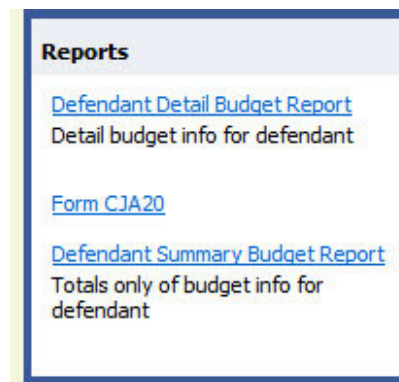 Reports
Defendant Detail Budget Report
Detail budget info for defendant
Form CJA20
Defendant Summary Budget Report
Totals only of budget info for
defendant